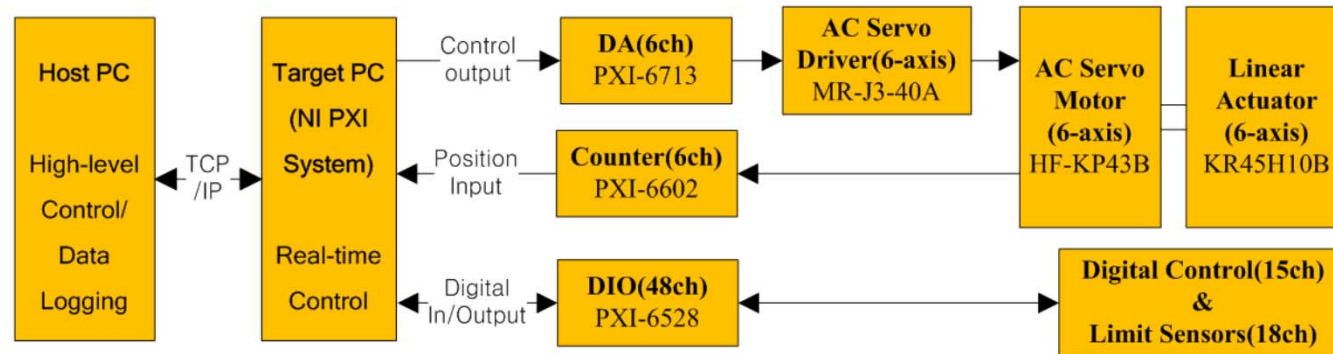 Host PC
High-level
Control/
Data
Logging
TCP
/IP
Target PC
(NI PXI
System)
Real-time
Control
Control
output
DA(6ch)
PXI-6713
AC Servo
Driver(6-axis)
MR-J3-40A
AC Servo
Motor
(6-axis)
HF-KP43B
Linear
Actuator
(6-axis)
KR45H10B
Position
Input
Counter(6ch)
PXI-6602
Digital
In/Output
DIO(48ch)
PXI-6528
Digital Control(15ch)
&
Limit Sensors(18ch)